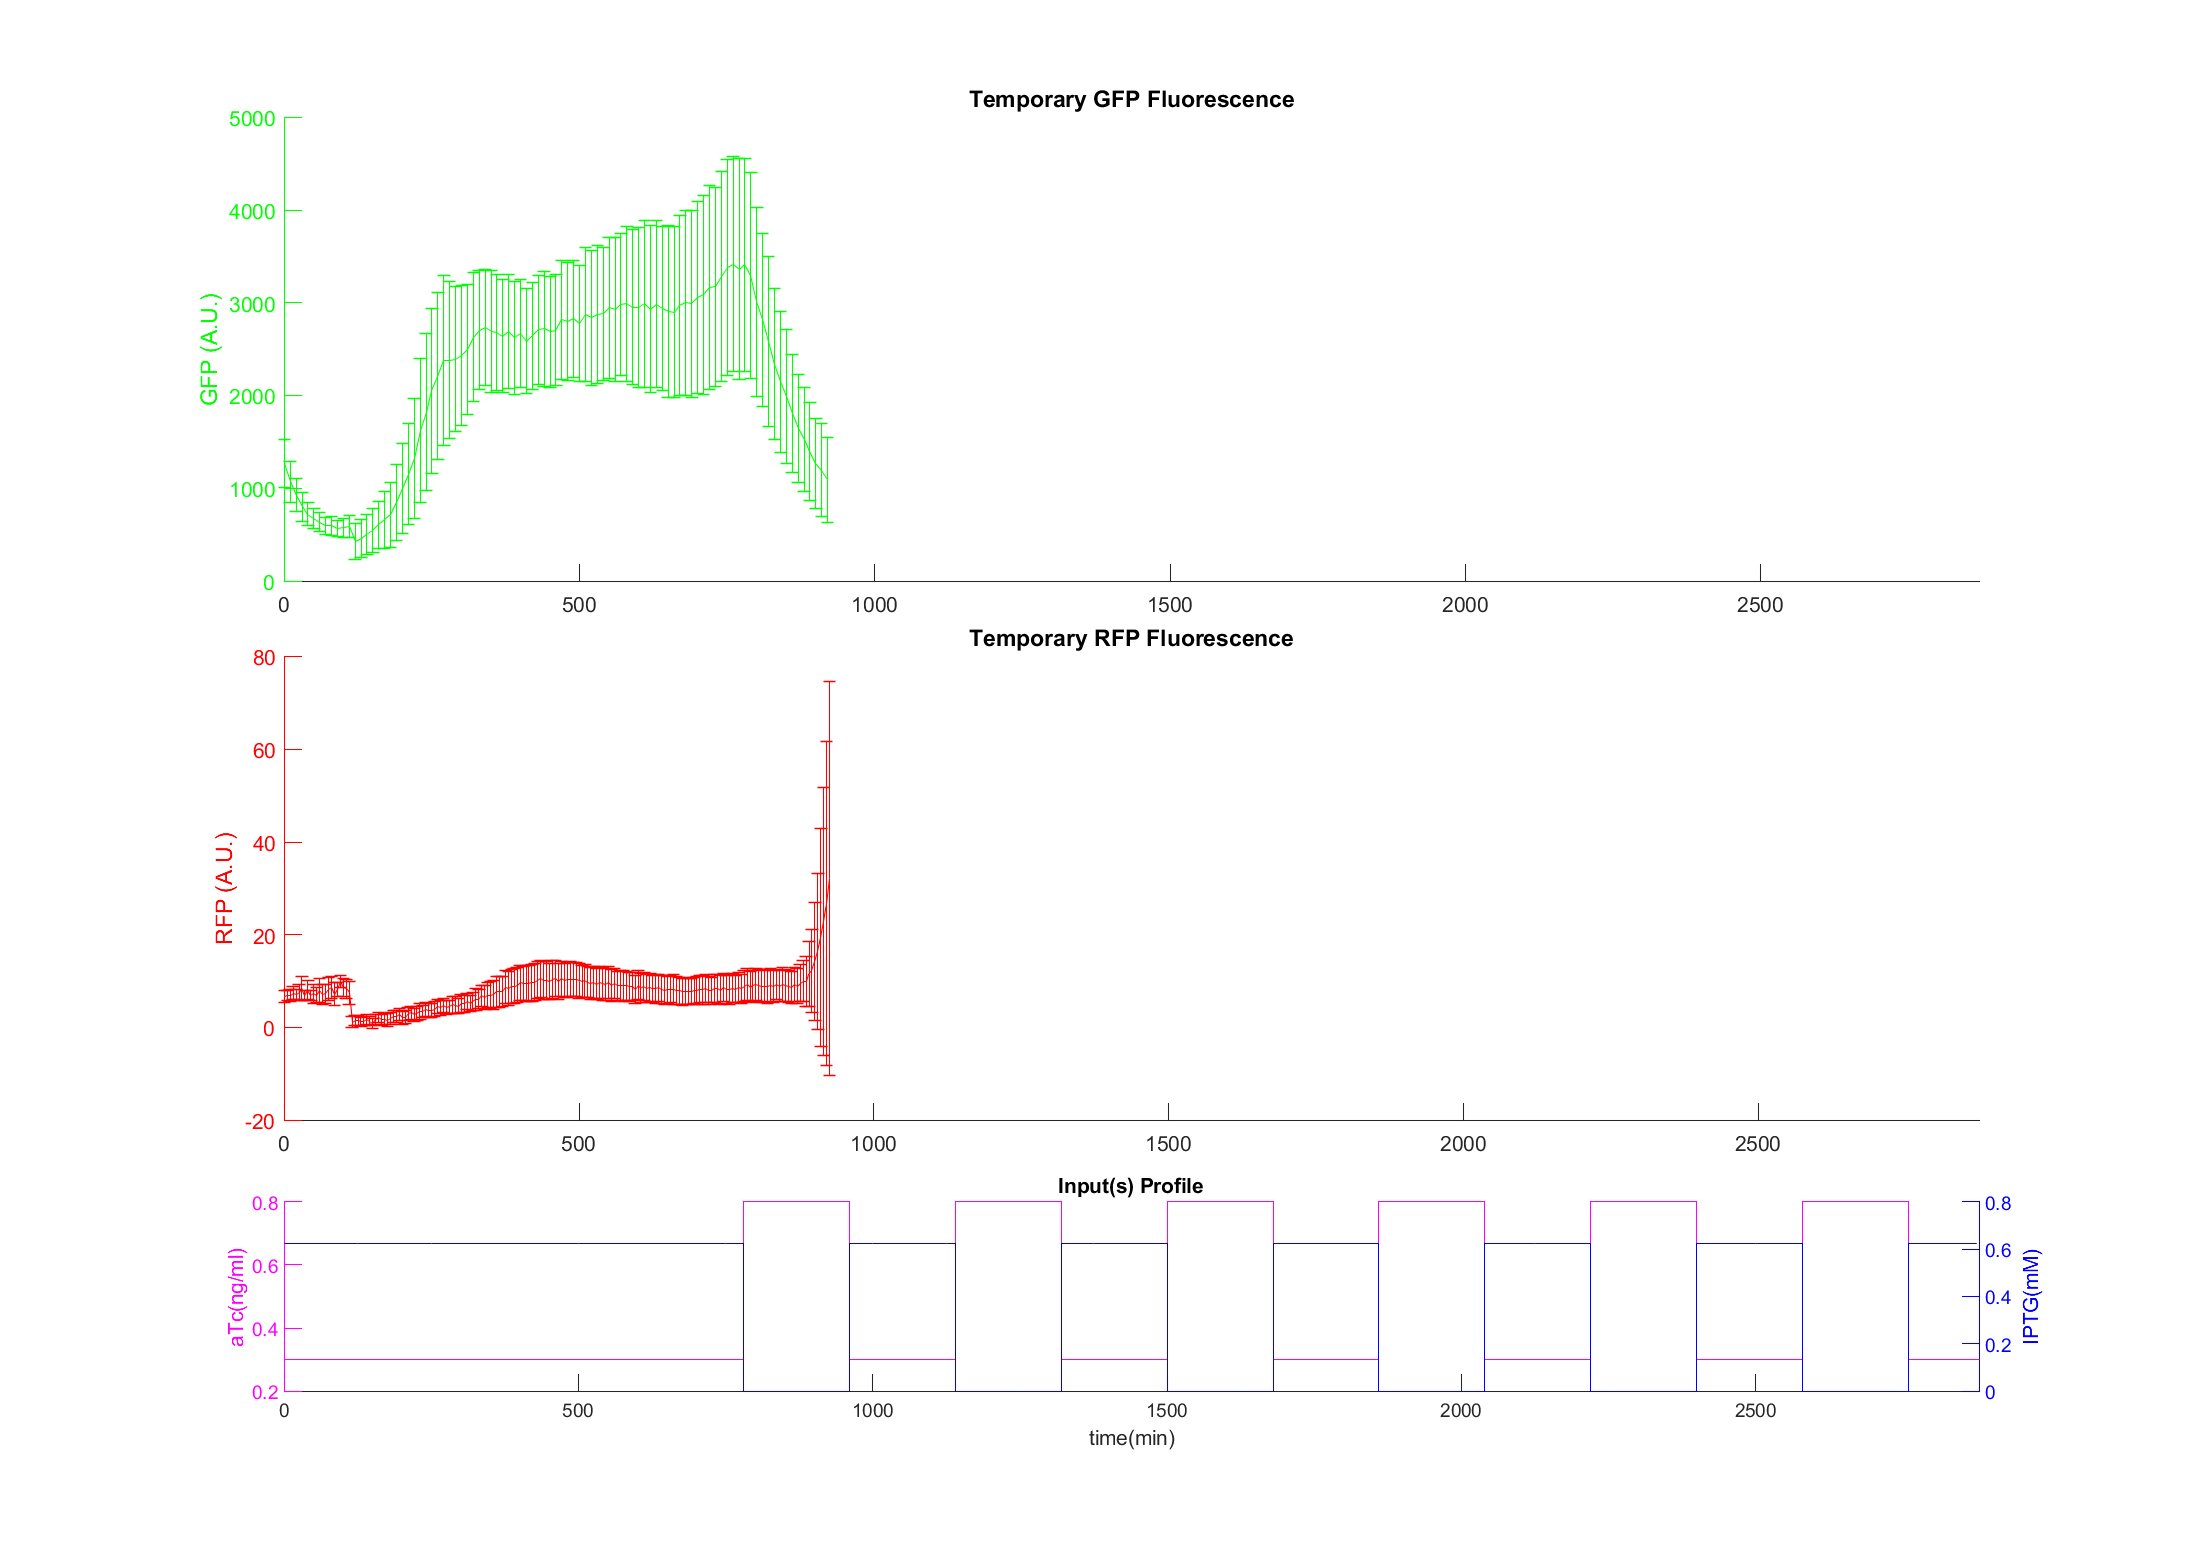 Temporary GFP Fluorescence
5000
4000
3000
2000
1000
0
GFP (A.U.)
0 500 1000 1500 2000 2500
Temporary RFP Fluorescence
80
60
40
20
0
-20
RFP (A.U.)
0 500 1000 1500 2000 2500
Input(s) Profile
0.8
0.6
0.4
0.2
aTc(ng/ml)
0.8
0.6
0.4
0.2
0
IPTG(mM)
0 500 1000 1500 2000 2500
time(min)